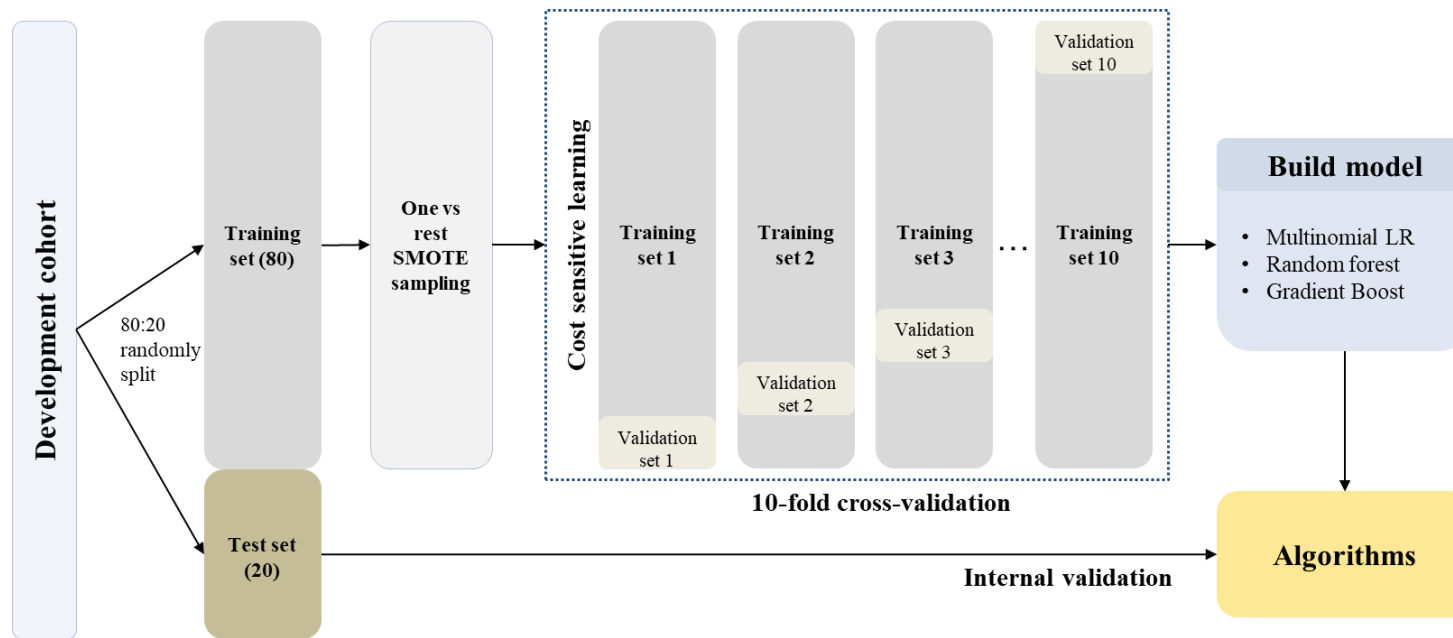 Development cohort
80:20
randomly
split
Training
set (80)
Test set
(20)
One vs
rest
SMOTE
sampling
Cost sensitive learning
Training
set 1
Validation
set 1
Training
set 2
Validation
set 2
Training
set 3
Validation
set 3
...
Validation
set 10
Training
set 10
10-fold cross-validation
Build model
• Multinomial LR
• Random forest
• Gradient Boost
Internal validation
Algorithms